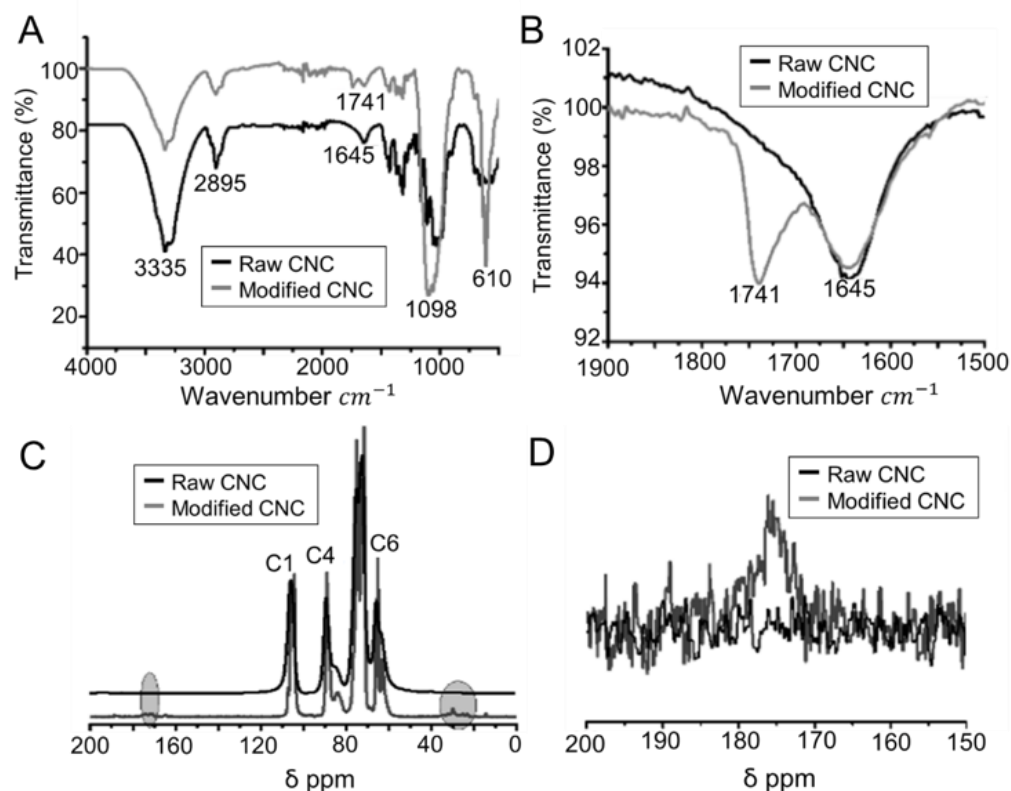 A
Transmittance (%)
100
80
60
40
20
1741
1645
2895
3335
610
1098
Raw CNC
Modified CNC
4000 3000 2000 1000
Wavenumber cm⁻¹
B
Transmittance (%)
102
100
98
96
94
92
Raw CNC
Modified CNC
1741
1645
1900 1800 1700 1600 1500
Wavenumber cm⁻¹
C
Raw CNC
Modified CNC
C1
C4
C6
200 160 120 80 40 0
δ ppm
D
Raw CNC
Modified CNC
200 190 180 170 160 150
δ ppm